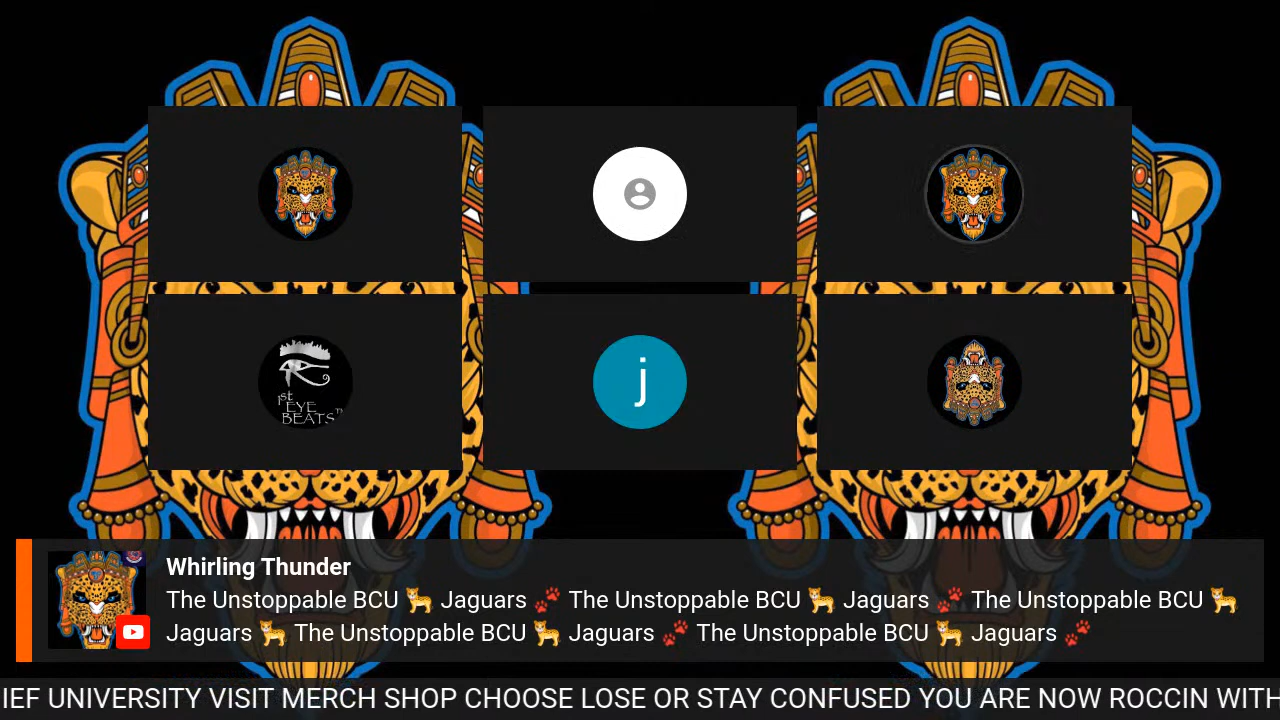 1st
EYE
BEATS
j
Whirling Thunder
The Unstoppable BCU 🐆 Jaguars 🐾 The Unstoppable BCU 🐆 Jaguars 🐾 The Unstoppable BCU 🐆
Jaguars 🐆 The Unstoppable BCU 🐆 Jaguars 🐾 The Unstoppable BCU 🐆 Jaguars 🐾
IEF UNIVERSITY VISIT MERCH SHOP CHOOSE LOSE OR STAY CONFUSED YOU ARE NOW ROCCIN WITH